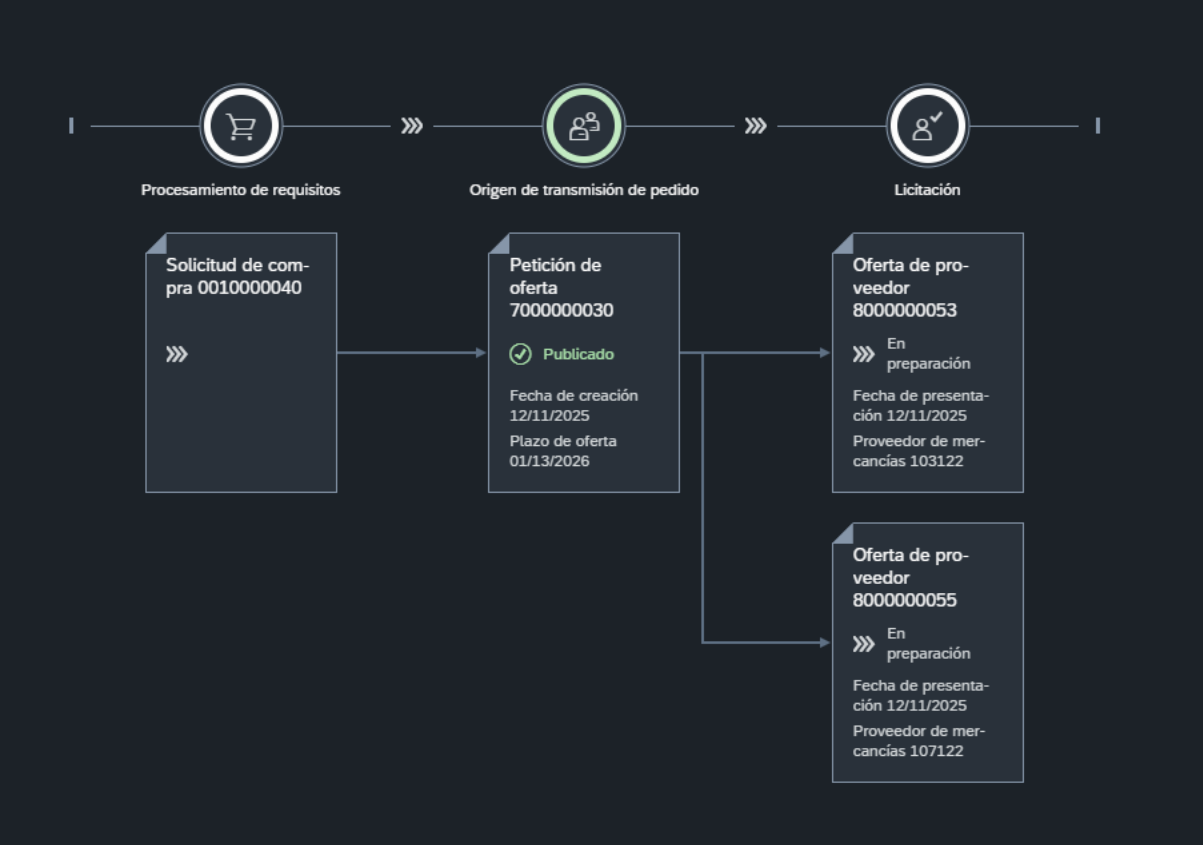 Procesamiento de requisitos
Origen de transmisión de pedido
Licitación
Solicitud de com-
pra 0010000040
Petición de
oferta
7000000030
Publicado
Fecha de creación
12/11/2025
Plazo de oferta
01/13/2026
Oferta de pro-
veedor
8000000053
En
preparación
Fecha de presenta-
ción 12/11/2025
Proveedor de mer-
cancías 103122
Oferta de pro-
veedor
8000000055
En
preparación
Fecha de presenta-
ción 12/11/2025
Proveedor de mer-
cancías 107122